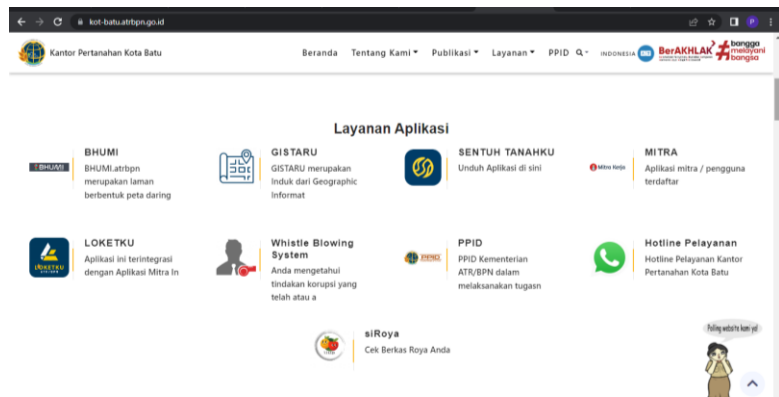 kot-batu.atrbpn.go.id
Kantor Pertanahan Kota Batu
Beranda Tentang Kami Publikasi Layanan PPID INDONESIA BerAKHLAK #bangga melayani bangsa
Layanan Aplikasi
BHUMI
BHUMI
BHUMI.atrbpn
merupakan laman
berbentuk peta daring
GISTARU
GISTARU merupakan
Induk dari Geographic
Informat
SENTUH TANAHKU
Unduh Aplikasi di sini
Mitra Kerja
MITRA
Aplikasi mitra / pengguna
terdaftar
LOKETKU
LOKETKU
Aplikasi ini terintegrasi
dengan Aplikasi Mitra In
Whistle Blowing
System
Anda mengetahui
tindakan korupsi yang
telah atau a
PPID
PPID
PPID Kementerian
ATR/BPN dalam
melaksanakan tugasn
Hotline Pelayanan
Hotline Pelayanan Kantor
Pertanahan Kota Batu
siRoya
Cek Berkas Roya Anda
Polling website kami ya!